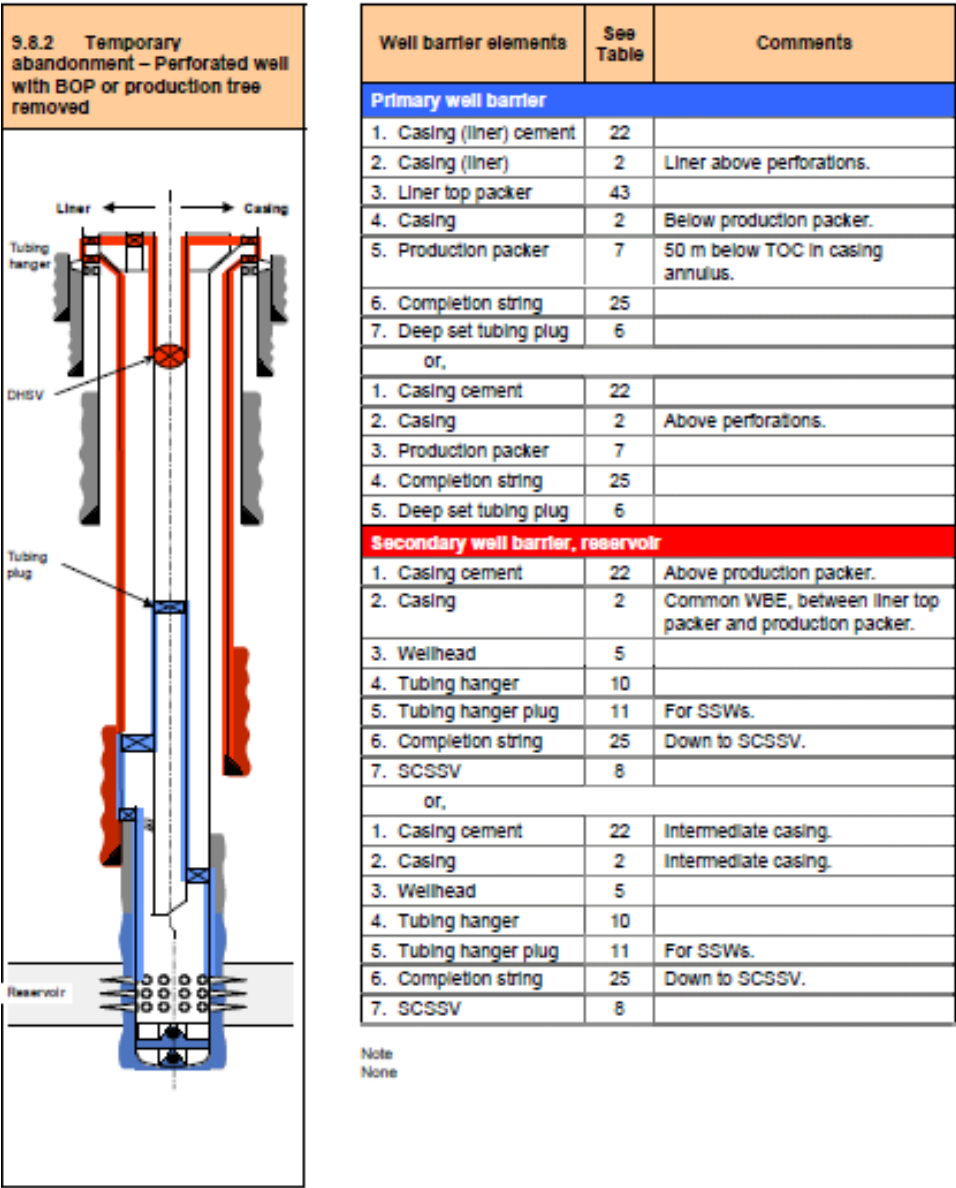 9.8.2 Temporary
abandonment – Perforated well
with BOP or production tree
removed
Liner
Casing
Tubing
hanger
DHSV
Tubing
plug
Reservoir
Well barrier elements
See
Table
Comments
Primary well barrier
1. Casing (liner) cement 22
2. Casing (liner) 2 Liner above perforations.
3. Liner top packer 43
4. Casing 2 Below production packer.
5. Production packer 7 50 m below TOC in casing
annulus.
6. Completion string 25
7. Deep set tubing plug 6
or,
1. Casing cement 22
2. Casing 2 Above perforations.
3. Production packer 7
4. Completion string 25
5. Deep set tubing plug 6
Secondary well barrier, reservoir
1. Casing cement 22 Above production packer.
2. Casing 2 Common WBE, between liner top
packer and production packer.
3. Wellhead 5
4. Tubing hanger 10
5. Tubing hanger plug 11 For SSWs.
6. Completion string 25 Down to SCSSV.
7. SCSSV 8
or,
1. Casing cement 22 Intermediate casing.
2. Casing 2 Intermediate casing.
3. Wellhead 5
4. Tubing hanger 10
5. Tubing hanger plug 11 For SSWs.
6. Completion string 25 Down to SCSSV.
7. SCSSV 8
Note
None